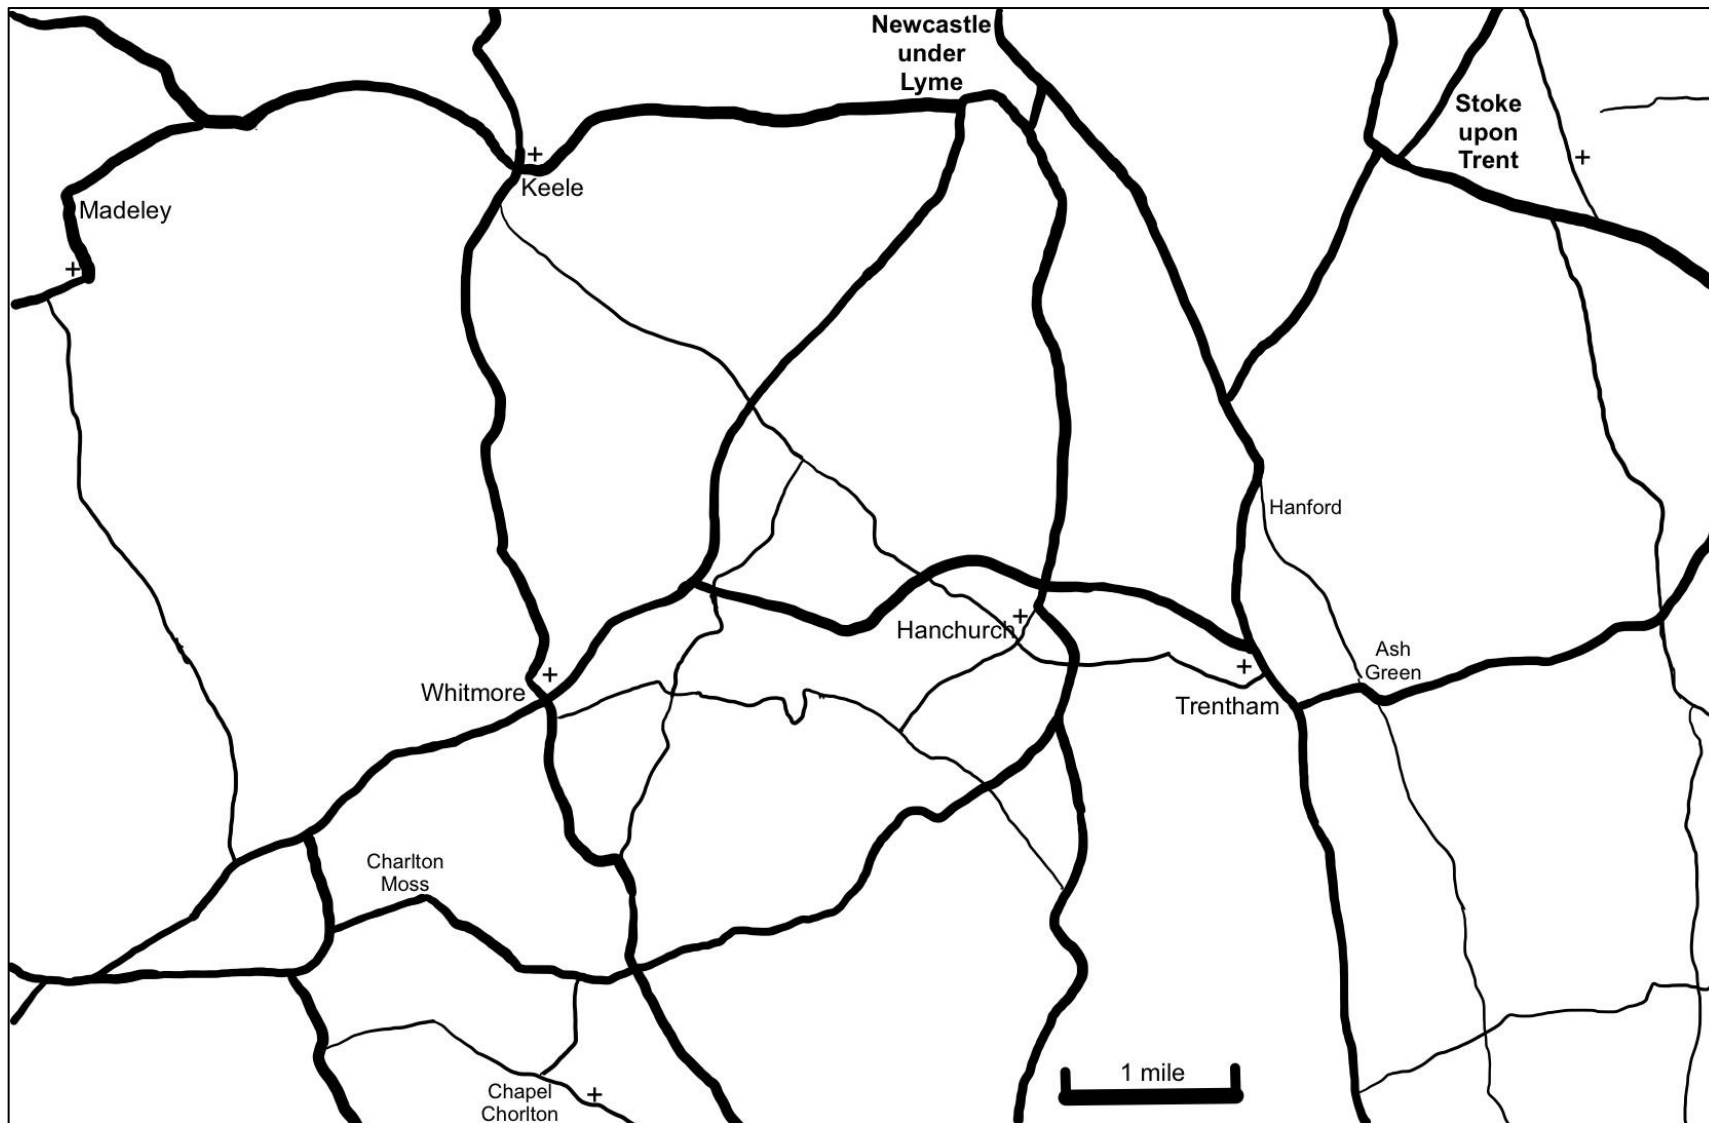 Newcastle
under
Lyme
Stoke
upon
Trent
Keele
Madeley
Hanford
Hanchurch
Ash
Green
Whitmore
Trentham
Charlton
Moss
1 mile
Chapel
Chorlton